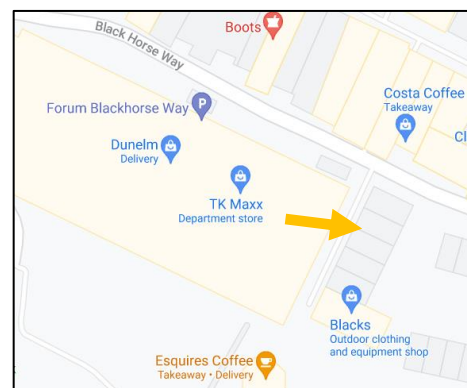 Boots
Black Horse Way
Costa Coffee
Takeaway
Forum Blackhorse Way
P
Cl
Dunelm
Delivery
TK Maxx
Department store
Blacks
Outdoor clothing
and equipment shop
Esquires Coffee
Takeaway • Delivery